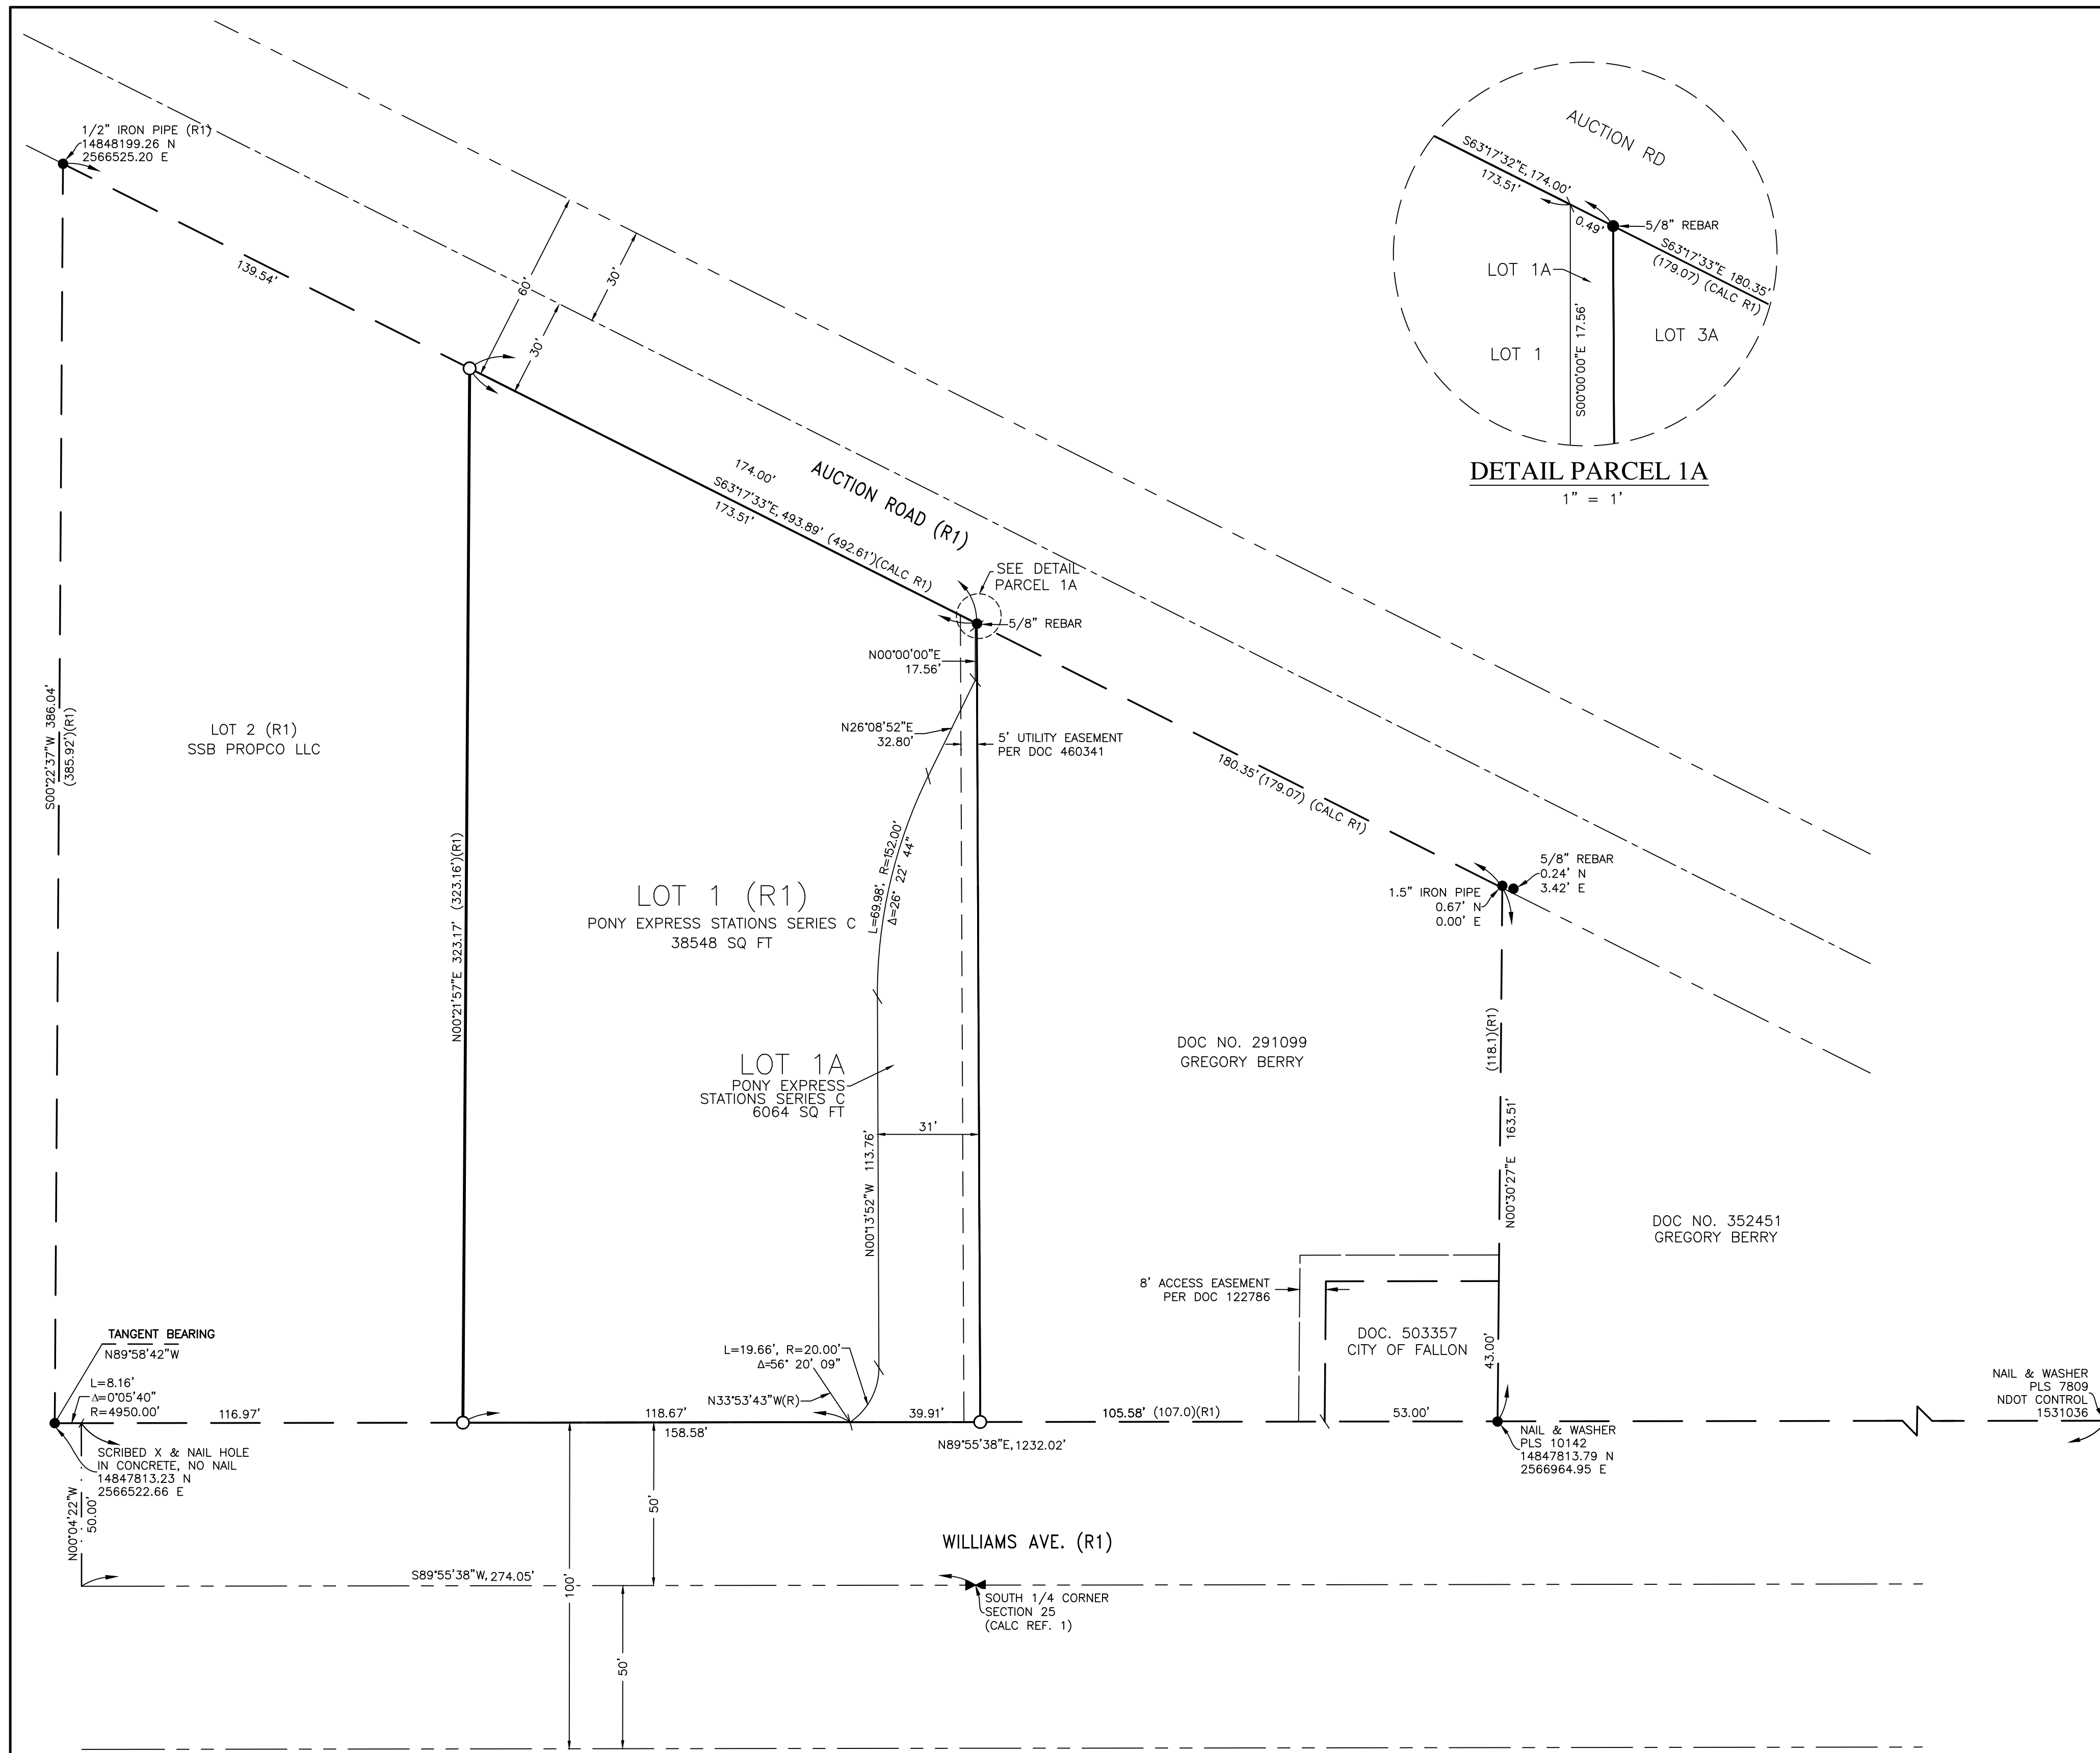 1/2" IRON PIPE (R1)
14848199.26 N
2566525.20 E
139.54'
60'
30'
30'
AUCTION RD
S63°17'32"E, 174.00'
173.51'
0.49'
5/8" REBAR
S63°17'33"E 180.35'
(179.07) (CALC R1)
LOT 1A
LOT 1
S00°00'00"E 17.56'
LOT 3A
DETAIL PARCEL 1A
1" = 1'
174.00'
S63°17'33"E, 493.89' (492.61')(CALC R1)
173.51'
AUCTION ROAD (R1)
SEE DETAIL
PARCEL 1A
5/8" REBAR
N00°00'00"E
17.56'
N26°08'52"E
32.80'
5' UTILITY EASEMENT
PER DOC 460341
180.35'(179.07) (CALC R1)
S00°22'37"W 386.04'
(385.92')(R1)
LOT 2 (R1)
SSB PROPCO LLC
N00°21'57"E 323.17' (323.16')(R1)
L=69.98', R=152.00'
Δ=26° 22' 44"
LOT 1 (R1)
PONY EXPRESS STATIONS SERIES C
38548 SQ FT
5/8" REBAR
0.24' N
3.42' E
1.5" IRON PIPE
0.67' N
0.00' E
(118.1)(R1)
N00°30'27"E 163.51'
DOC NO. 291099
GREGORY BERRY
LOT 1A
PONY EXPRESS
STATIONS SERIES C
6064 SQ FT
31'
N00°13'52"W 113.76'
DOC NO. 352451
GREGORY BERRY
8' ACCESS EASEMENT
PER DOC 122786
DOC. 503357
CITY OF FALLON
43.00'
TANGENT BEARING
N89°58'42"W
L=8.16'
Δ=0°05'40"
R=4950.00'
116.97'
L=19.66', R=20.00'
Δ=56° 20' 09"
N33°53'43"W(R)
118.67'
158.58'
39.91'
105.58' (107.0)(R1)
53.00'
N89°55'38"E, 1232.02'
NAIL & WASHER
PLS 7809
NDOT CONTROL
1531036
SCRIBED X & NAIL HOLE
IN CONCRETE, NO NAIL
14847813.23 N
2566522.66 E
NAIL & WASHER
PLS 10142
14847813.79 N
2566964.95 E
N00°04'22"W
50.00'
50'
WILLIAMS AVE. (R1)
S89°55'38"W, 274.05'
100'
SOUTH 1/4 CORNER
SECTION 25
(CALC REF. 1)
50'